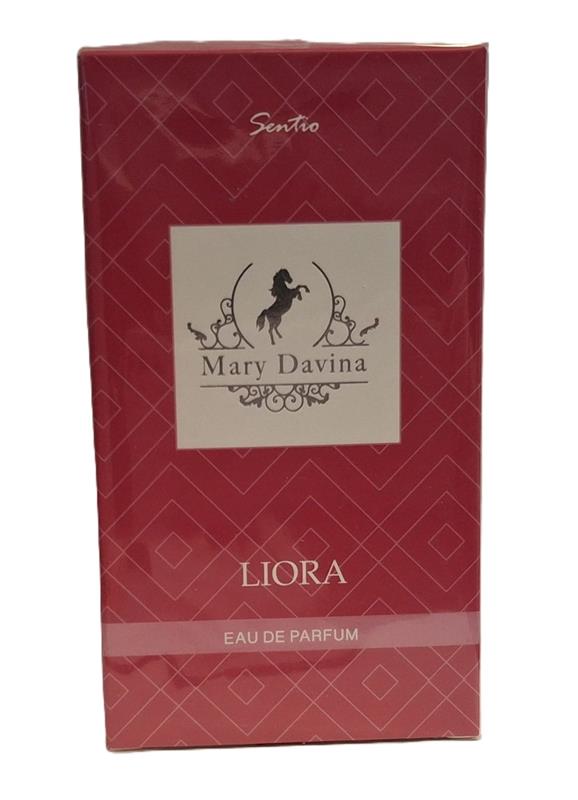 Sentio
Mary Davina
LIORA
EAU DE PARFUM